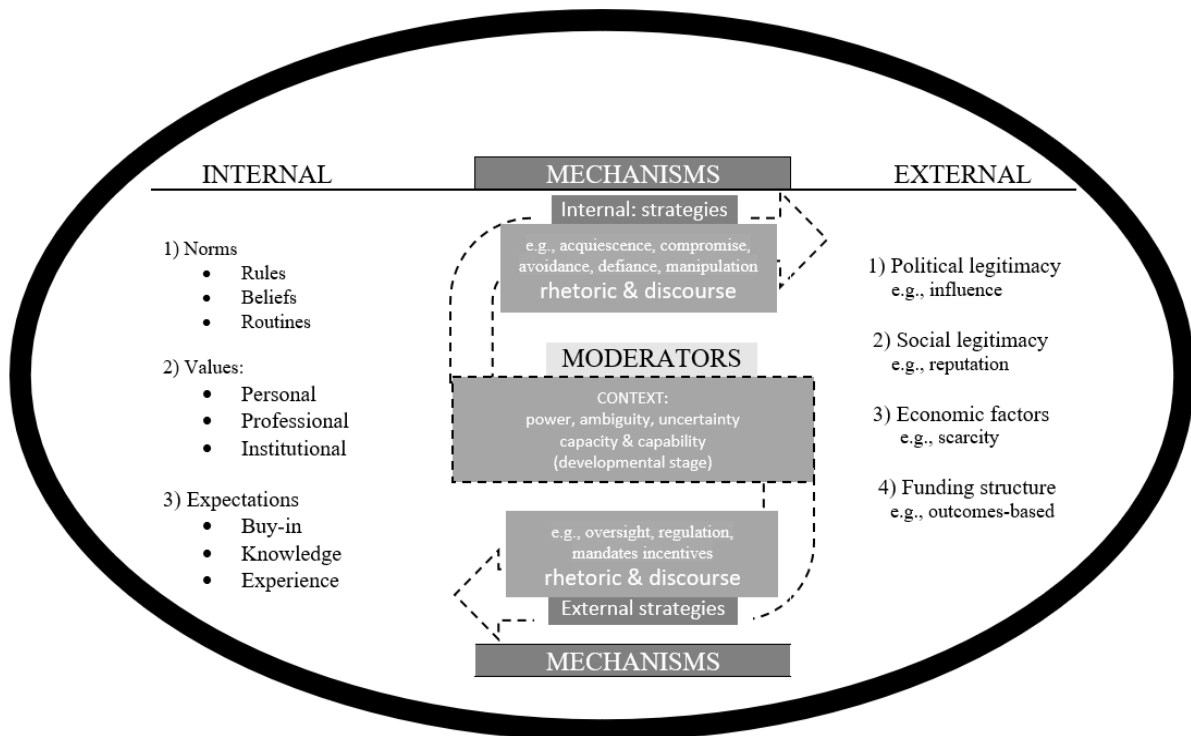 INTERNAL
1) Norms
• Rules
• Beliefs
• Routines
2) Values:
• Personal
• Professional
• Institutional
3) Expectations
• Buy-in
• Knowledge
• Experience
MECHANISMS
Internal: strategies
e.g., acquiescence, compromise,
avoidance, defiance, manipulation
rhetoric & discourse
MODERATORS
CONTEXT:
power, ambiguity, uncertainty
capacity & capability
(developmental stage)
e.g., oversight, regulation,
mandates incentives
rhetoric & discourse
External strategies
MECHANISMS
EXTERNAL
1) Political legitimacy
e.g., influence
2) Social legitimacy
e.g., reputation
3) Economic factors
e.g., scarcity
4) Funding structure
e.g., outcomes-based